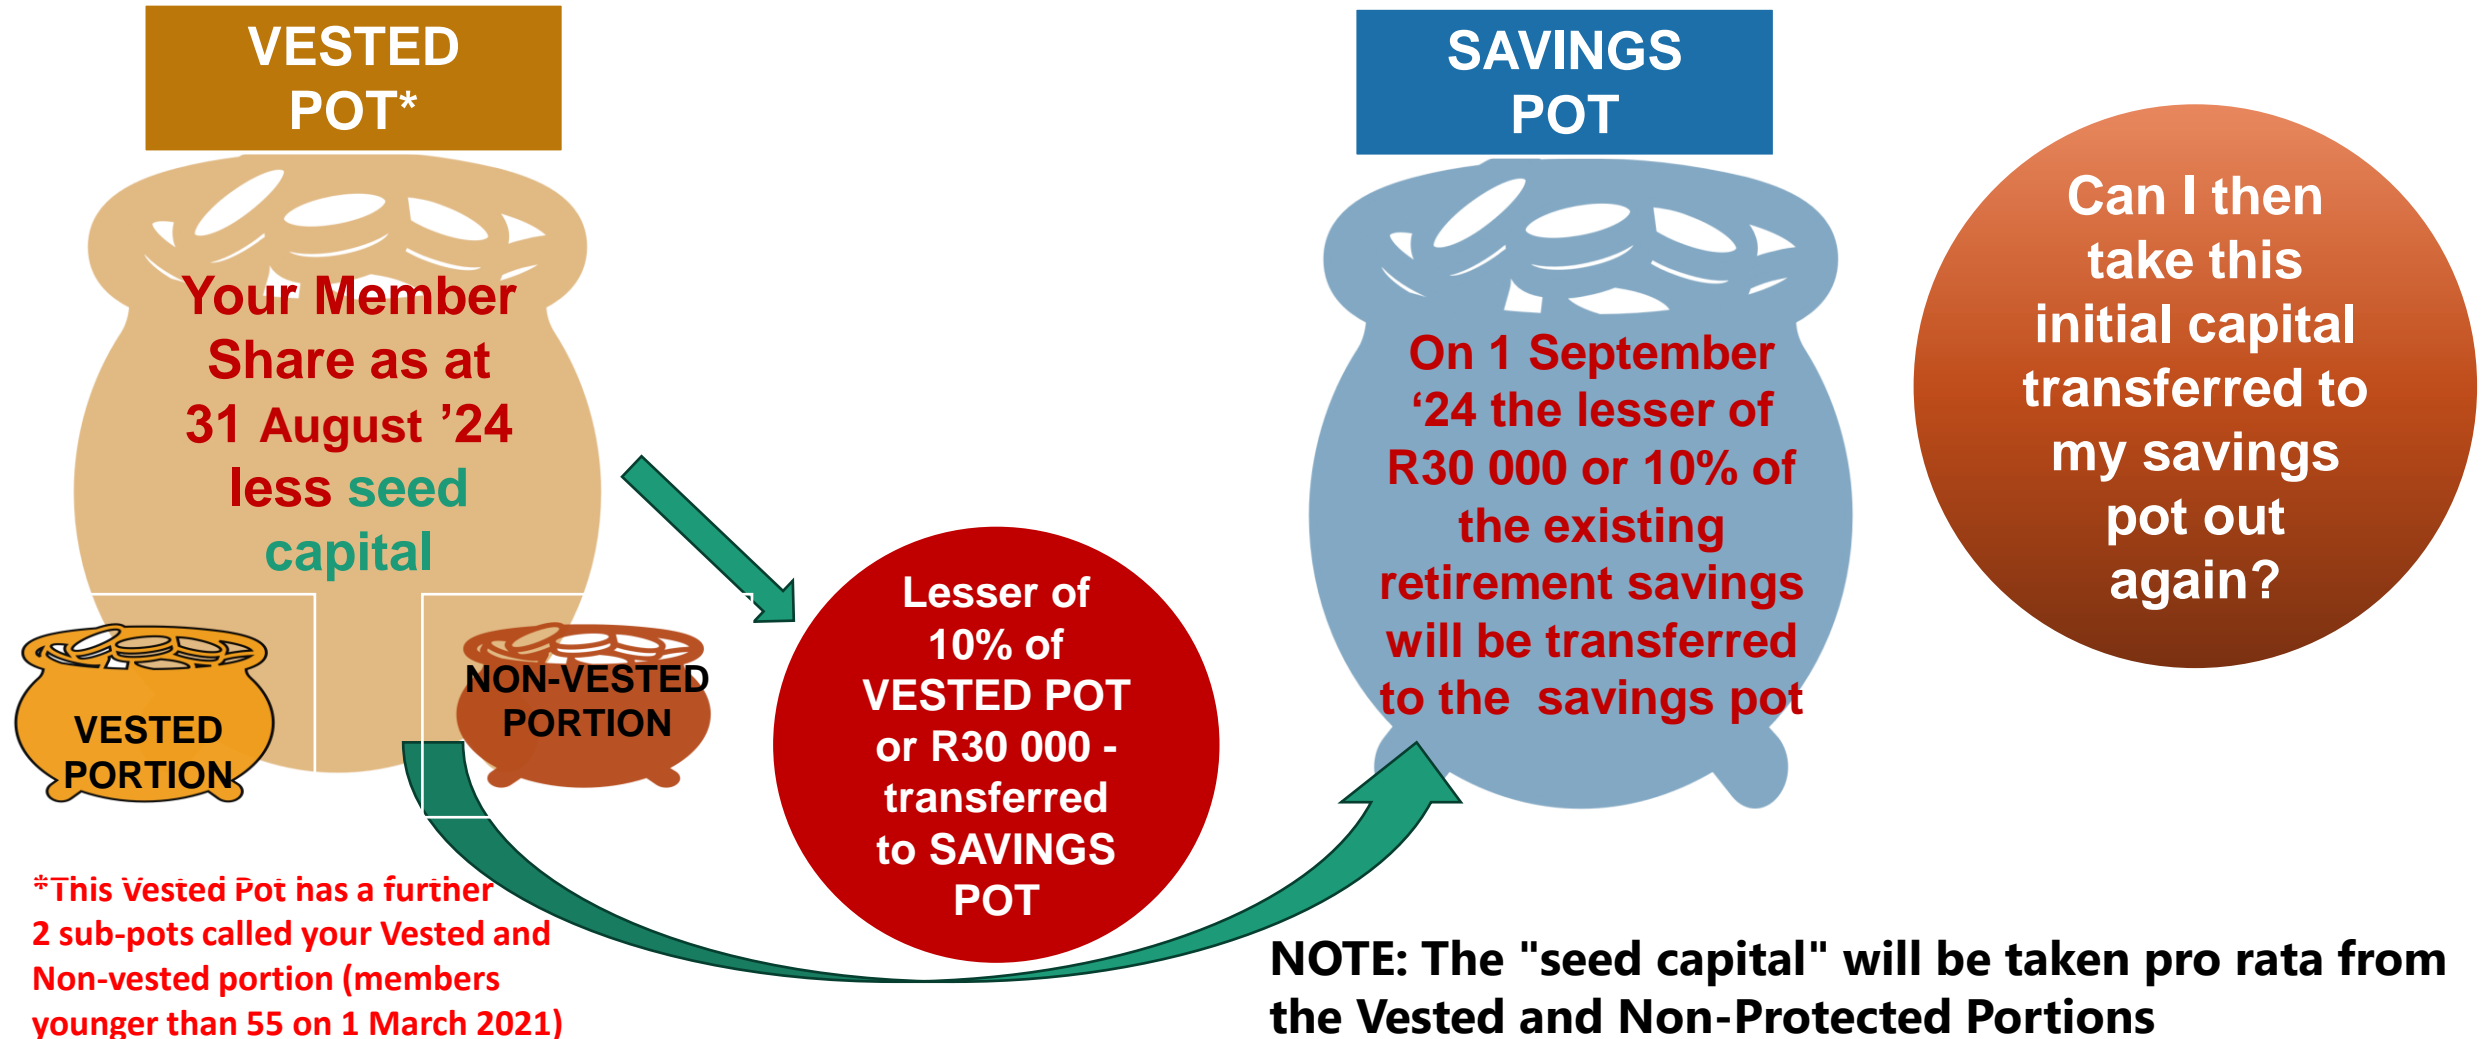 VESTED
POT*
Your Member
Share as at
31 August ’24
less seed
capital
VESTED
PORTION
NON-VESTED
PORTION
*This Vested Pot has a further
2 sub-pots called your Vested and
Non-vested portion (members
younger than 55 on 1 March 2021)
Lesser of
10% of
VESTED POT
or R30 000 -
transferred
to SAVINGS
POT
SAVINGS
POT
On 1 September
‘24 the lesser of
R30 000 or 10% of
the existing
retirement savings
will be transferred
to the savings pot
Can I then
take this
initial capital
transferred to
my savings
pot out
again?
NOTE: The "seed capital" will be taken pro rata from
the Vested and Non-Protected Portions